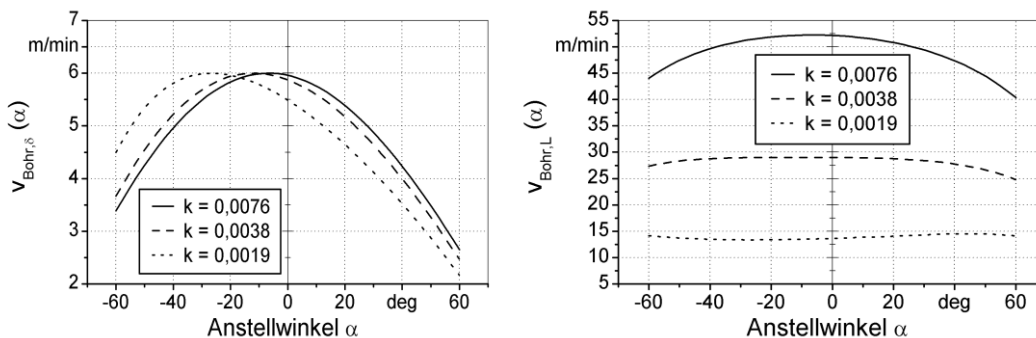 7
m/min
6
5
4
3
2
v_Bohr,δ (α)
k = 0,0076
k = 0,0038
k = 0,0019
-60 -40 -20 0 20 deg 60
Anstellwinkel α
55
m/min
45
40
35
30
25
20
15
10
5
v_Bohr,L (α)
k = 0,0076
k = 0,0038
k = 0,0019
-60 -40 -20 0 20 deg 60
Anstellwinkel α